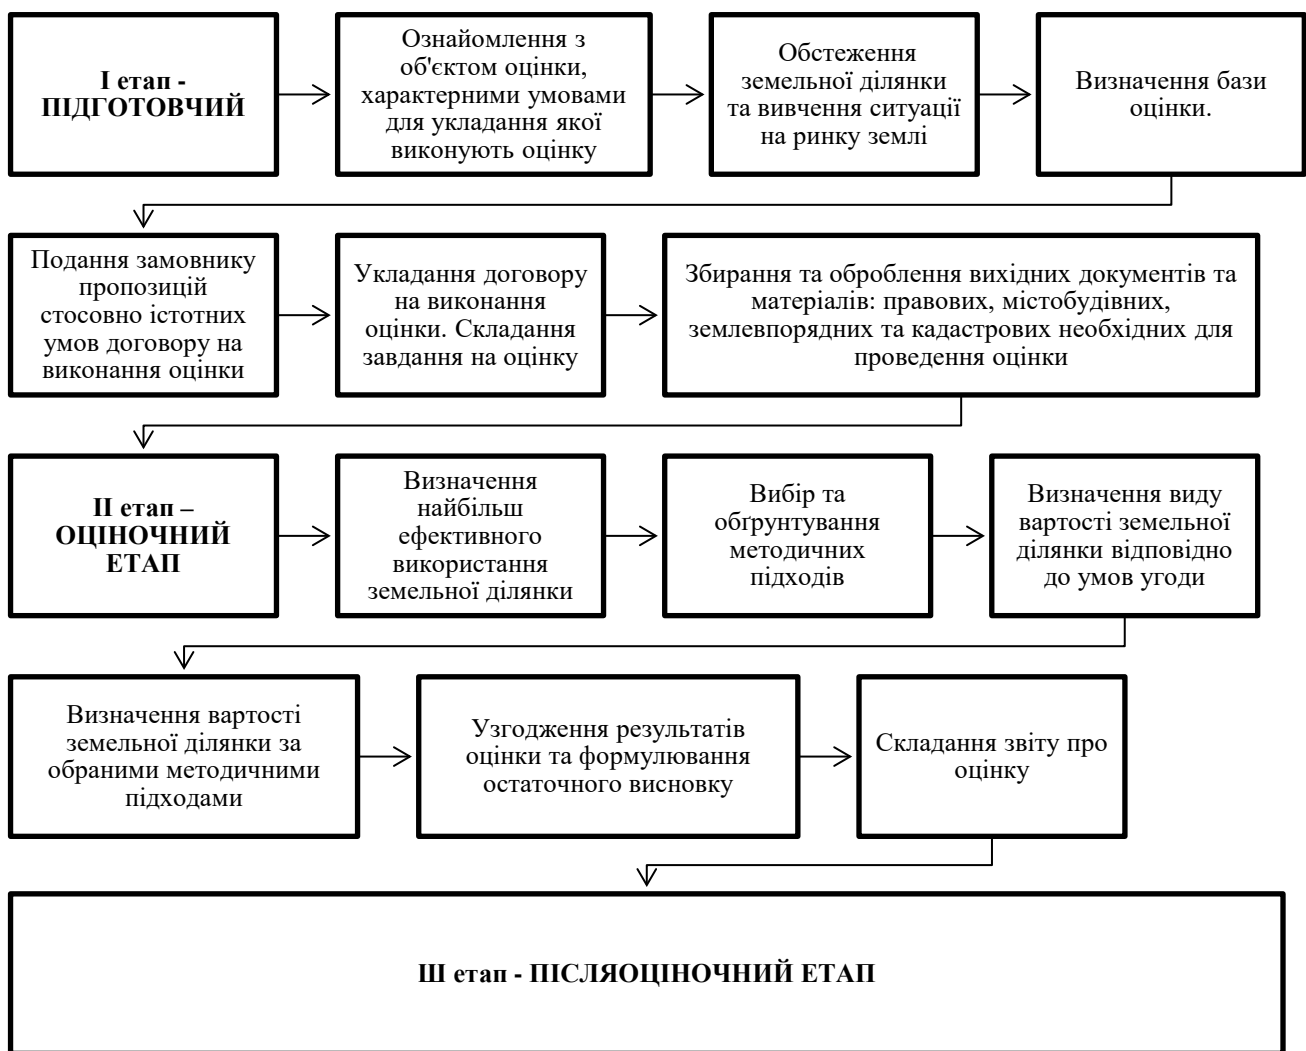 І етап -
ПІДГОТОВЧИЙ
Ознайомлення з
об'єктом оцінки,
характерними умовами
для укладання якої
виконують оцінку
Обстеження
земельної ділянки
та вивчення ситуації
на ринку землі
Визначення бази
оцінки.
Подання замовнику
пропозицій
стосовно істотних
умов договору на
виконання оцінки
Укладання договору
на виконання
оцінки. Складання
завдання на оцінку
Збирання та оброблення вихідних документів та
матеріалів: правових, містобудівних,
землевпорядних та кадастрових необхідних для
проведення оцінки
ІІ етап –
ОЦІНОЧНИЙ
ЕТАП
Визначення
найбільш
ефективного
використання
земельної ділянки
Вибір та
обґрунтування
методичних
підходів
Визначення виду
вартості земельної
ділянки відповідно
до умов угоди
Визначення вартості
земельної ділянки за
обраними методичними
підходами
Узгодження результатів
оцінки та формулювання
остаточного висновку
Складання звіту про
оцінку
Ш етап - ПІСЛЯОЦІНОЧНИЙ ЕТАП